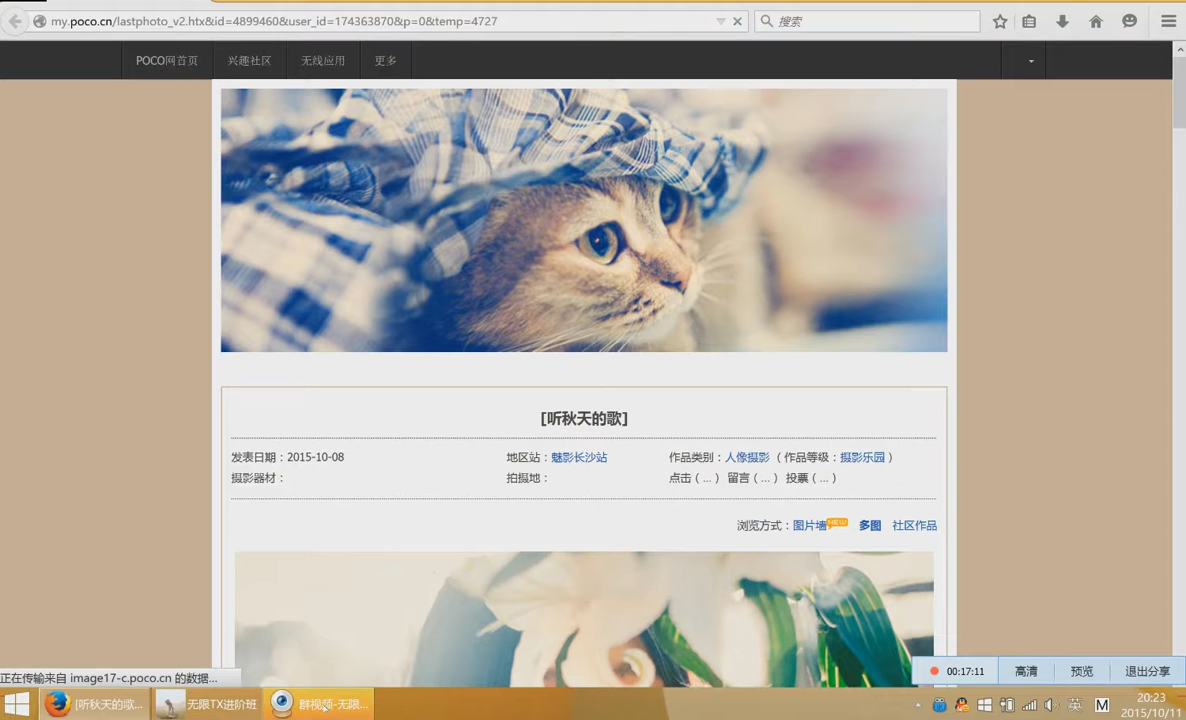 my.poco.cn/lastphoto_v2.htx&id=4899460&user_id=174363870&p=0&temp=4727
搜索
POCO网首页 兴趣社区 无线应用 更多
[听秋天的歌]
发表日期：2015-10-08 地区站：魅影长沙站 作品类别：人像摄影 （ 作品等级：摄影乐园 ）
摄影器材： 拍摄地： 点击（ ... ） 留言（ ... ） 投票（ ... ）
浏览方式：图片墙 NEW 多图 社区作品
正在传输来自 image17-c.poco.cn 的数据...
00:17:11 高清 预览 退出分享
[听秋天的歌... 无限TX进阶班 群视频-无限... 英 M 20:23
2015/10/11